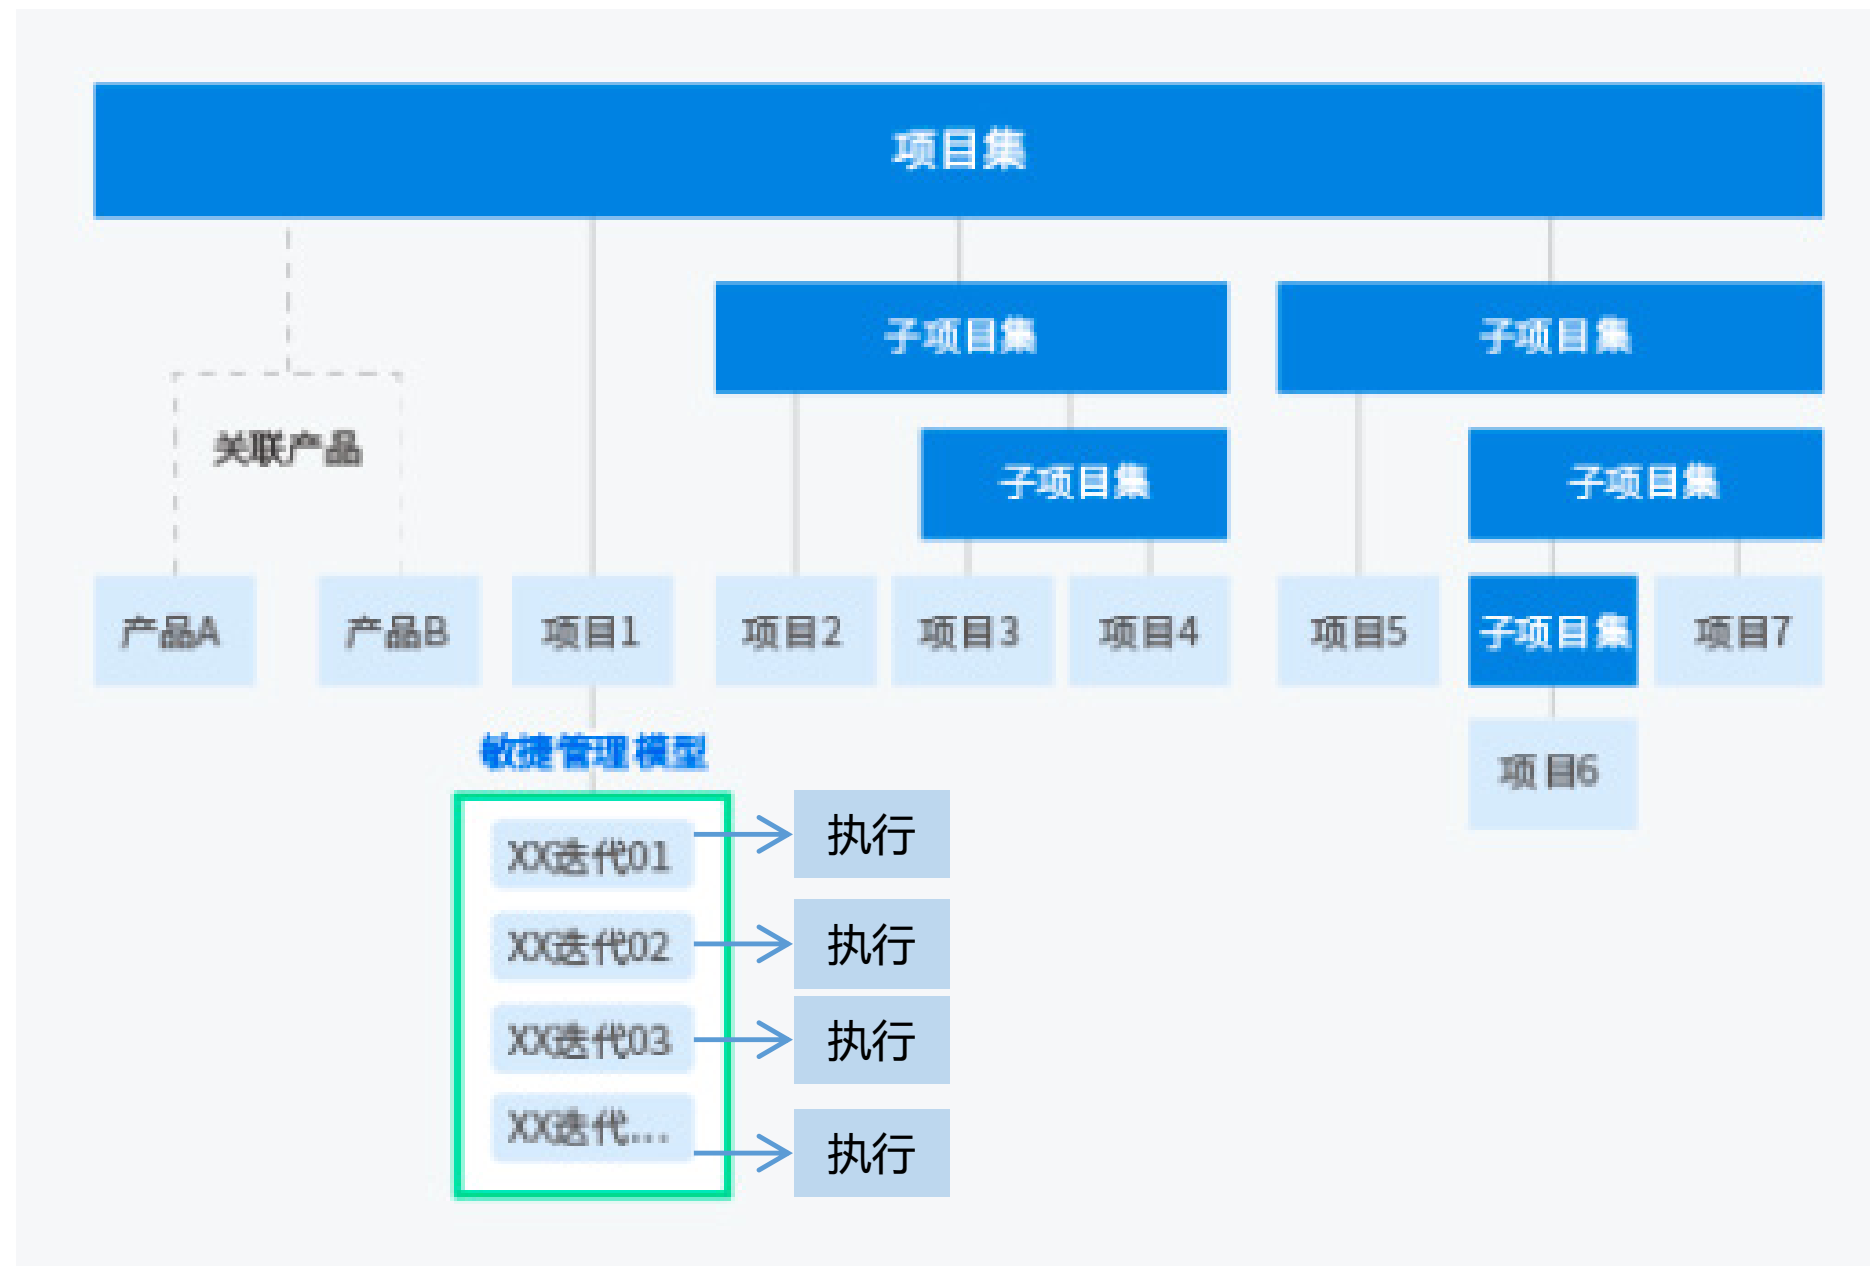 项目集
子项目集
子项目集
关联产品
子项目集
子项目集
产品A
产品B
项目1
项目2
项目3
项目4
项目5
子项目集
项目7
敏捷管理模型
项目6
XX迭代01
执行
XX迭代02
执行
XX迭代03
执行
XX迭代...
执行